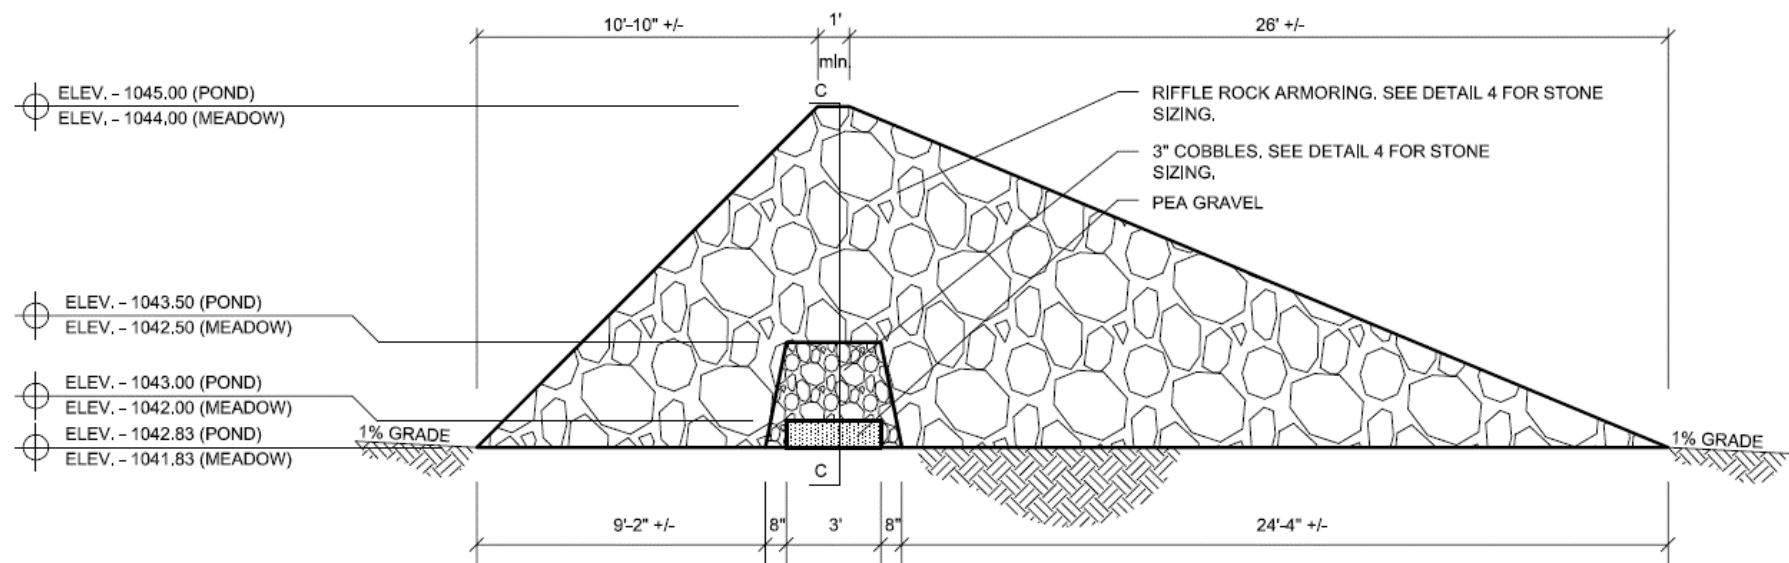 10'-10" +/-
1'
26' +/-
min.
C
ELEV. - 1045.00 (POND)
ELEV. - 1044.00 (MEADOW)
RIFFLE ROCK ARMORING. SEE DETAIL 4 FOR STONE
SIZING.
3" COBBLES. SEE DETAIL 4 FOR STONE
SIZING.
PEA GRAVEL
ELEV. - 1043.50 (POND)
ELEV. - 1042.50 (MEADOW)
ELEV. - 1043.00 (POND)
ELEV. - 1042.00 (MEADOW)
ELEV. - 1042.83 (POND)
ELEV. - 1041.83 (MEADOW)
1% GRADE
1% GRADE
C
9'-2" +/-
8"
3'
8"
24'-4" +/-